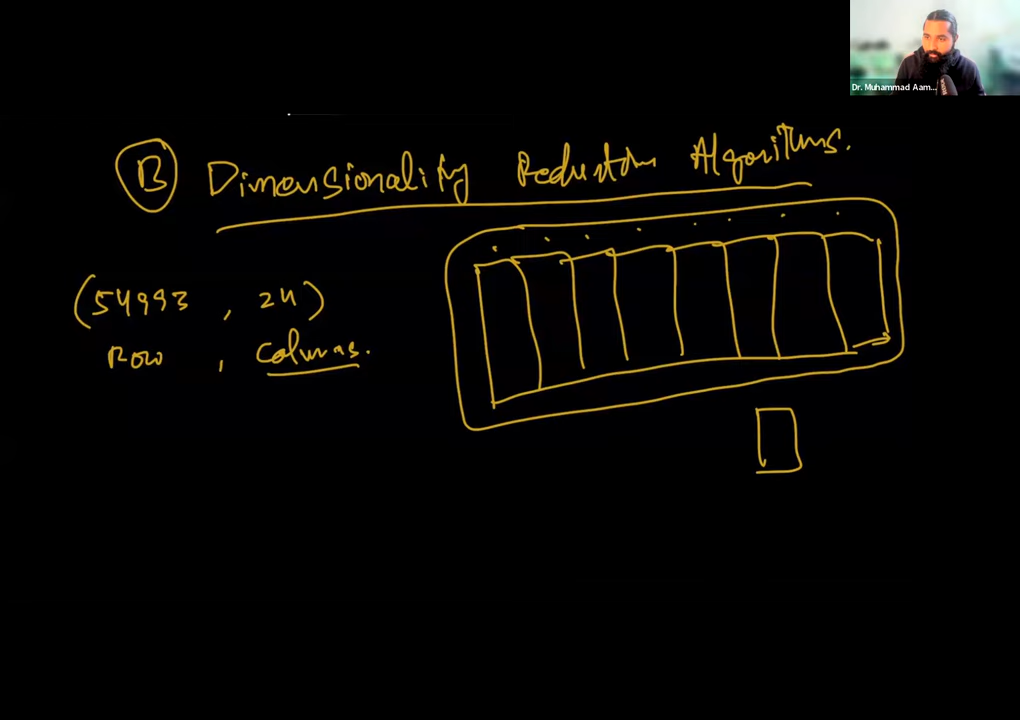 Dr. Muhammad Aam...
B Dimensionality Reduction Algorithms.
(54993 , 24)
Row , Columns.